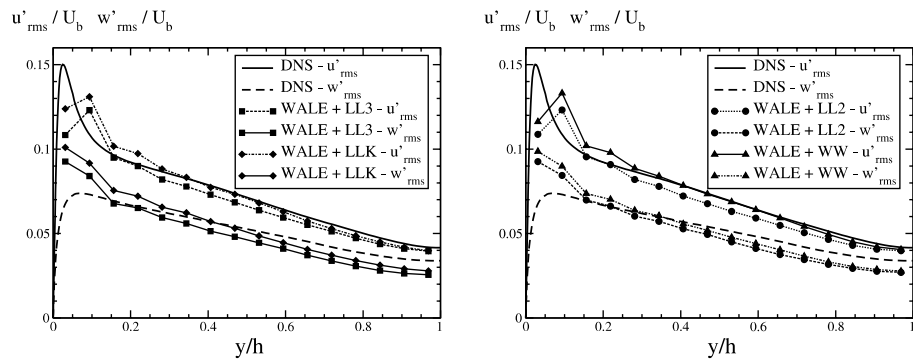 u'rms / Ub w'rms / Ub
0.15
0.1
0.05
0
0
0.2
0.4
0.6
0.8
1
y/h
DNS - u'rms
DNS - w'rms
WALE + LL3 - u'rms
WALE + LL3 - w'rms
WALE + LLK - u'rms
WALE + LLK - w'rms
u'rms / Ub w'rms / Ub
0.15
0.1
0.05
0
0
0.2
0.4
0.6
0.8
1
y/h
DNS - u'rms
DNS - w'rms
WALE + LL2 - u'rms
WALE + LL2 - w'rms
WALE + WW - u'rms
WALE + WW - w'rms